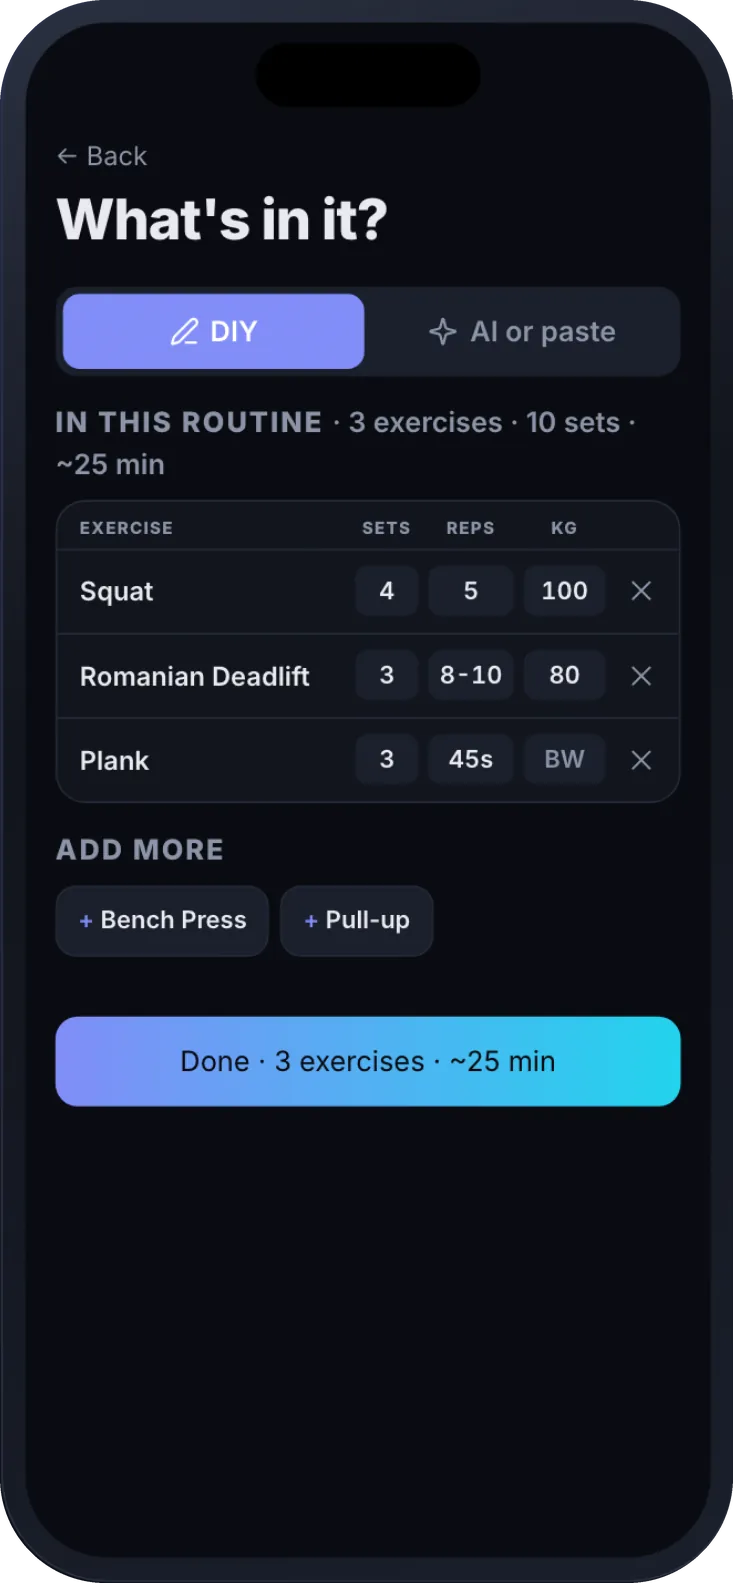 ← Back
What's in it?
DIY
AI or paste
IN THIS ROUTINE · 3 exercises · 10 sets ·
~25 min
EXERCISE SETS REPS KG
Squat 4 5 100
Romanian Deadlift 3 8-10 80
Plank 3 45s BW
ADD MORE
+ Bench Press + Pull-up
Done · 3 exercises · ~25 min